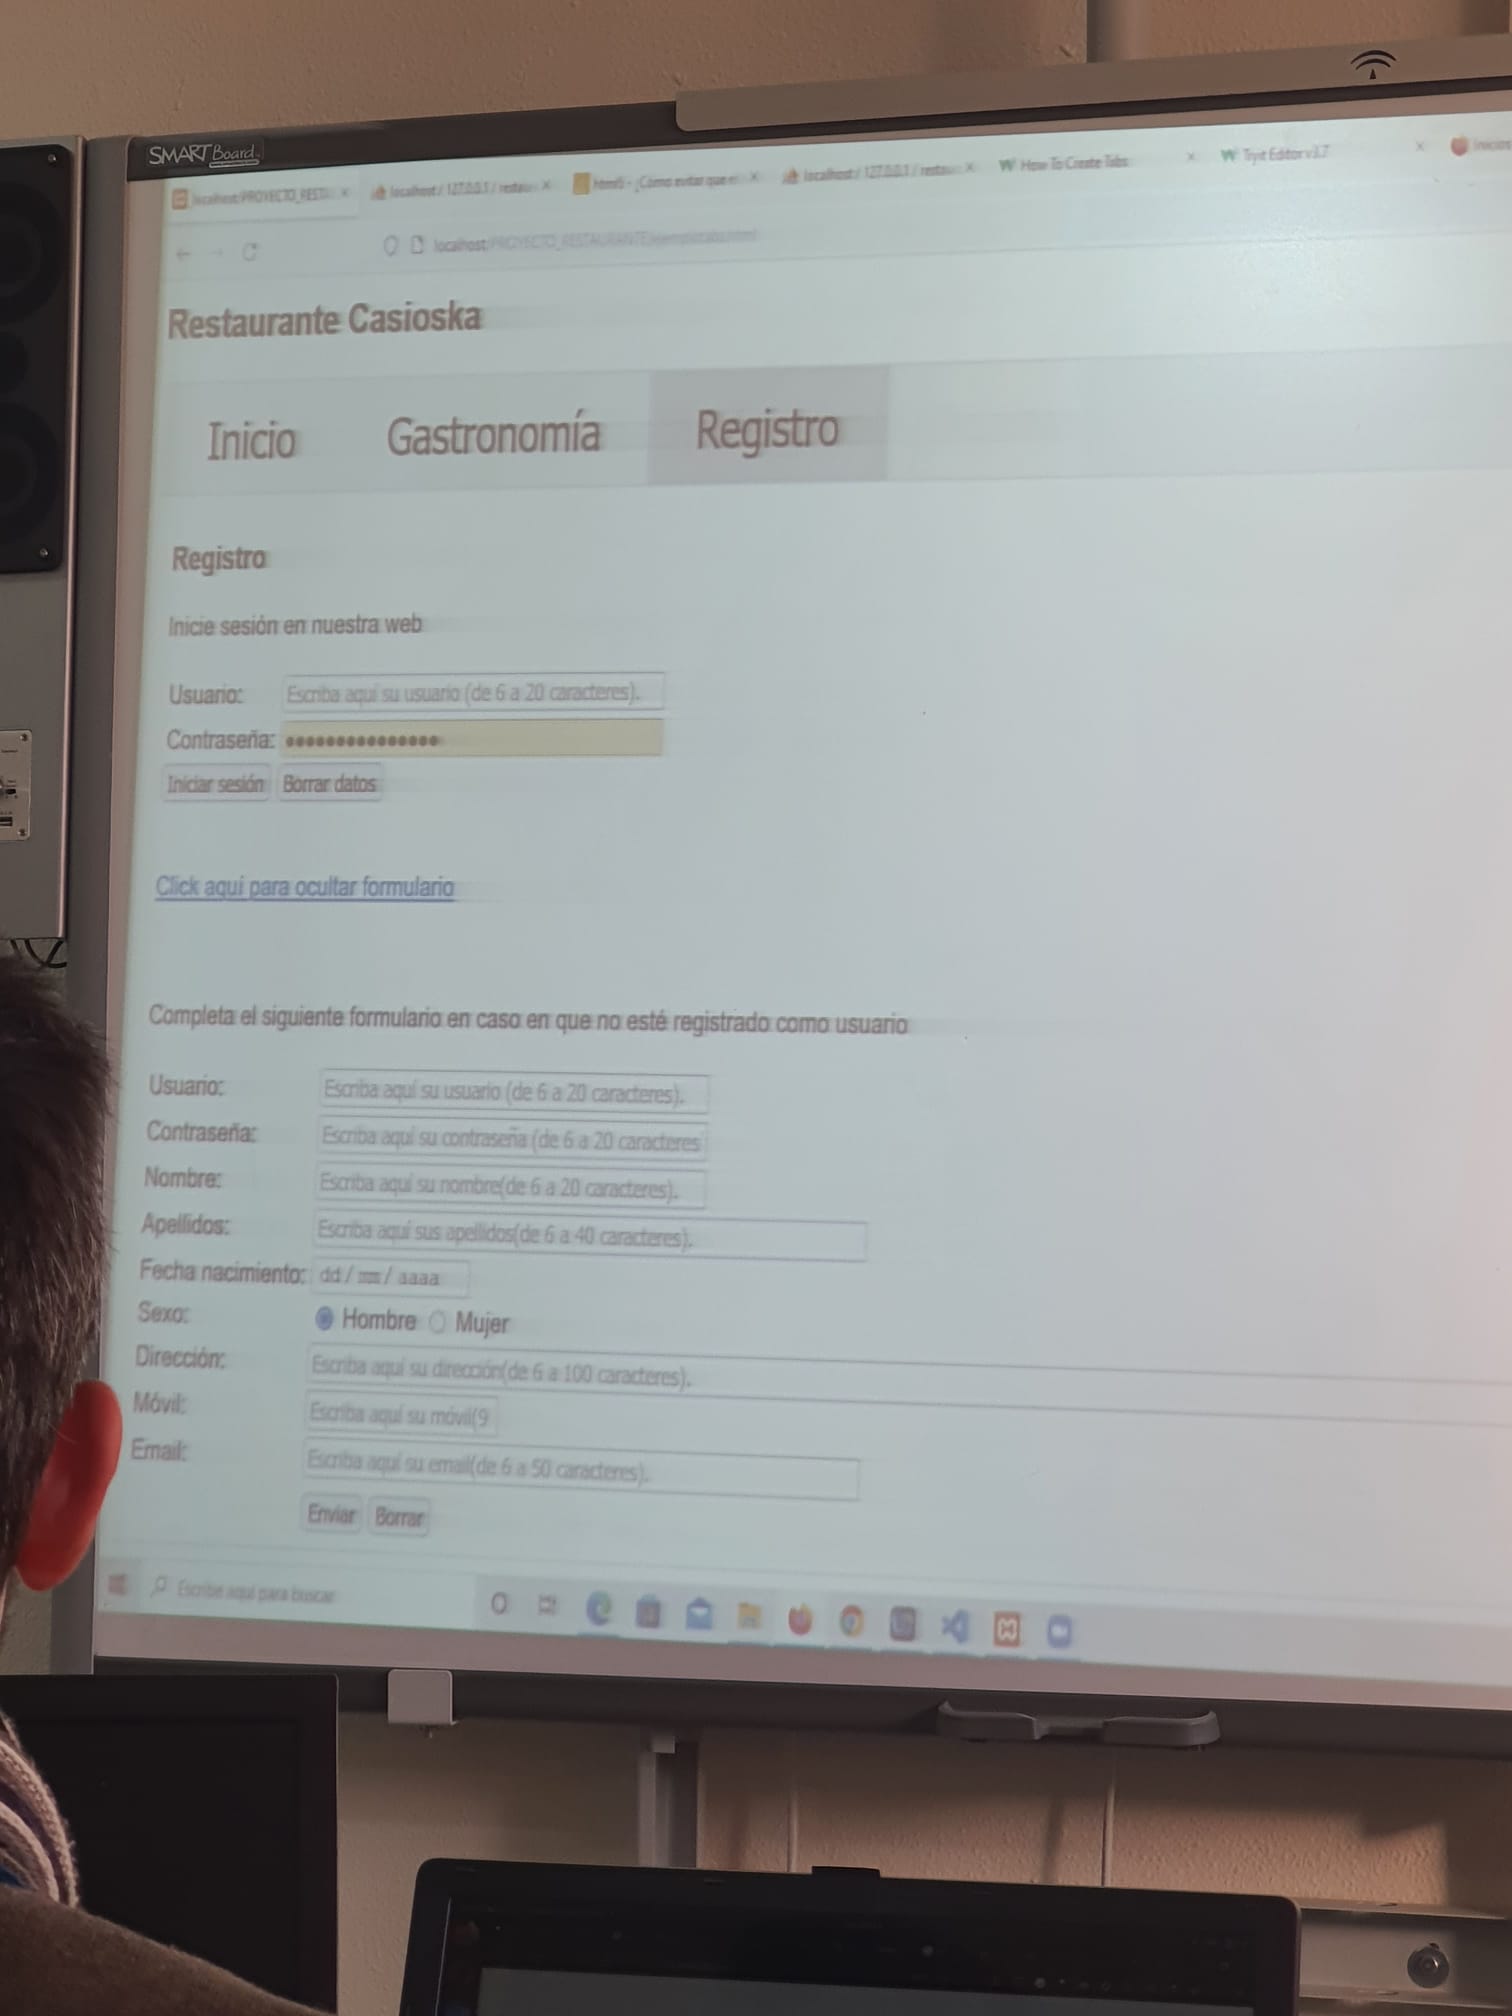 SMART Board
localhost/PROYECTO_REST
localhost / 127.0.0.1 / restau
html5 - ¿Cómo evitar que e
localhost / 127.0.0.1 / restau
How To Create Tabs
Tryit Editor v3.7
localhost/PROYECTO_RESTAURANTE/
Restaurante Casioska
Inicio Gastronomía Registro
Registro
Inicie sesión en nuestra web
Usuario: Escriba aquí su usuario (de 6 a 20 caracteres).
Contraseña:
Iniciar sesión Borrar datos
Click aquí para ocultar formulario
Completa el siguiente formulario en caso en que no esté registrado como usuario
Usuario: Escriba aquí su usuario (de 6 a 20 caracteres).
Contraseña: Escriba aquí su contraseña (de 6 a 20 caracteres
Nombre: Escriba aquí su nombre(de 6 a 20 caracteres).
Apellidos: Escriba aquí sus apellidos(de 6 a 40 caracteres).
Fecha nacimiento: dd / mm / aaaa
Sexo: Hombre Mujer
Dirección: Escriba aquí su dirección(de 6 a 100 caracteres).
Móvil: Escriba aquí su móvil(9
Email: Escriba aquí su email(de 6 a 50 caracteres).
Enviar Borrar
Escribe aquí para buscar